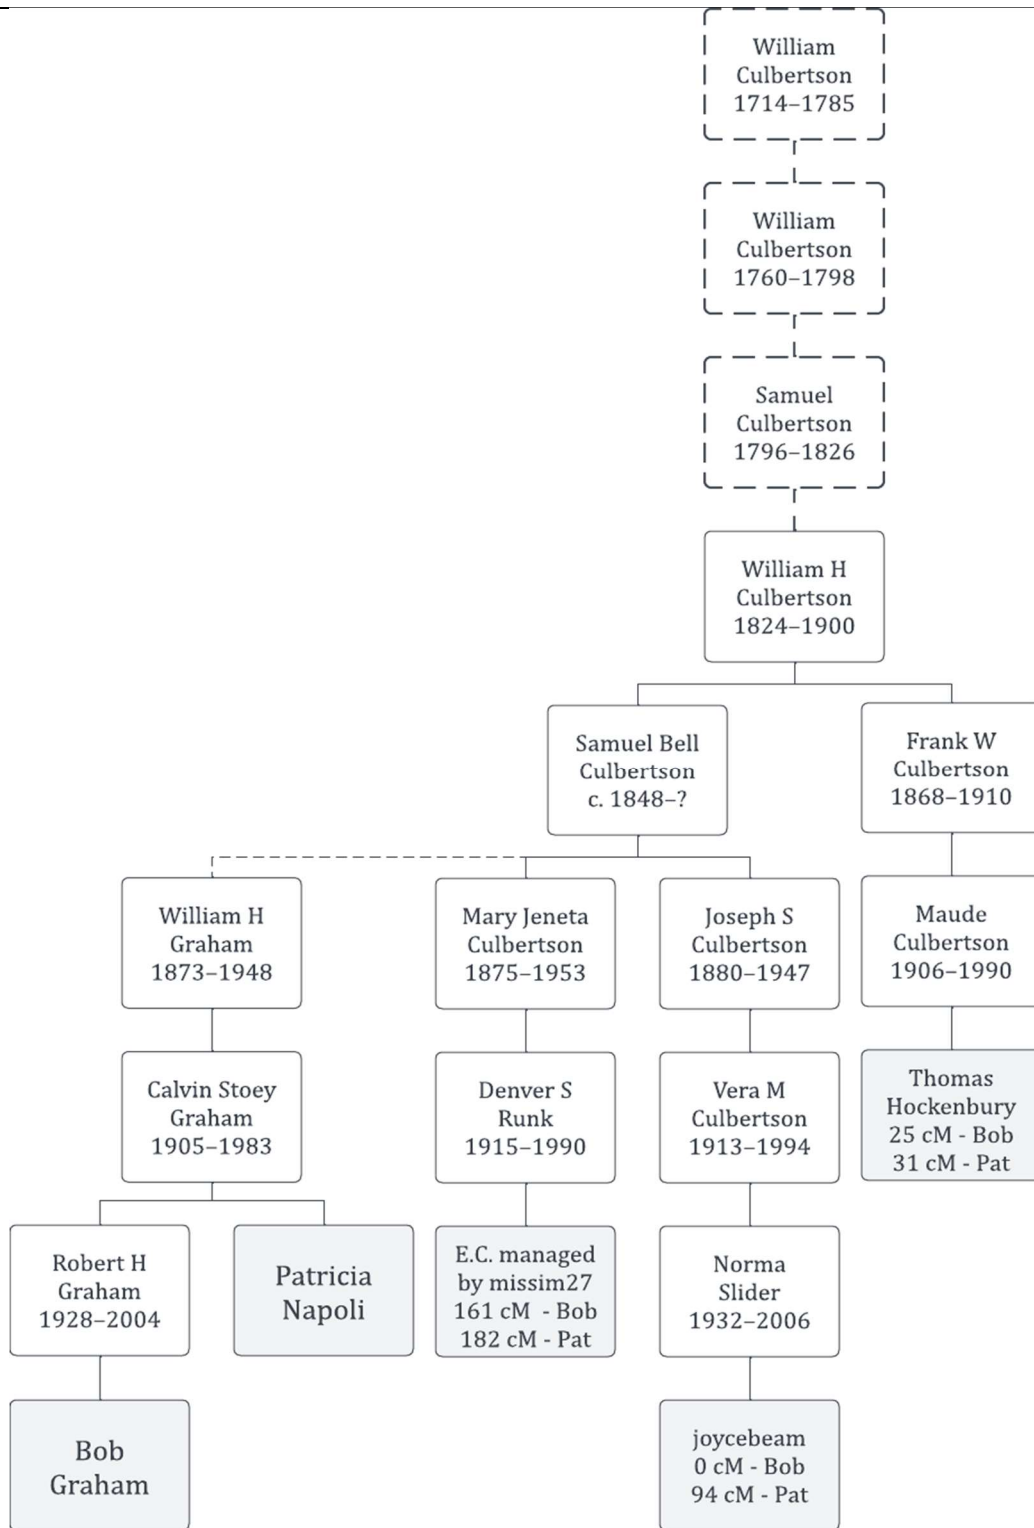 William
Culbertson
1714–1785
William
Culbertson
1760–1798
Samuel
Culbertson
1796–1826
William H
Culbertson
1824–1900
Samuel Bell
Culbertson
c. 1848–?
Frank W
Culbertson
1868–1910
William H
Graham
1873–1948
Mary Jeneta
Culbertson
1875–1953
Joseph S
Culbertson
1880–1947
Maude
Culbertson
1906–1990
Calvin Stoey
Graham
1905–1983
Denver S
Runk
1915–1990
Vera M
Culbertson
1913–1994
Thomas
Hockenbury
25 cM - Bob
31 cM - Pat
Robert H
Graham
1928–2004
Patricia
Napoli
E.C. managed
by missim27
161 cM - Bob
182 cM - Pat
Norma
Slider
1932–2006
Bob
Graham
joycebeam
0 cM - Bob
94 cM - Pat